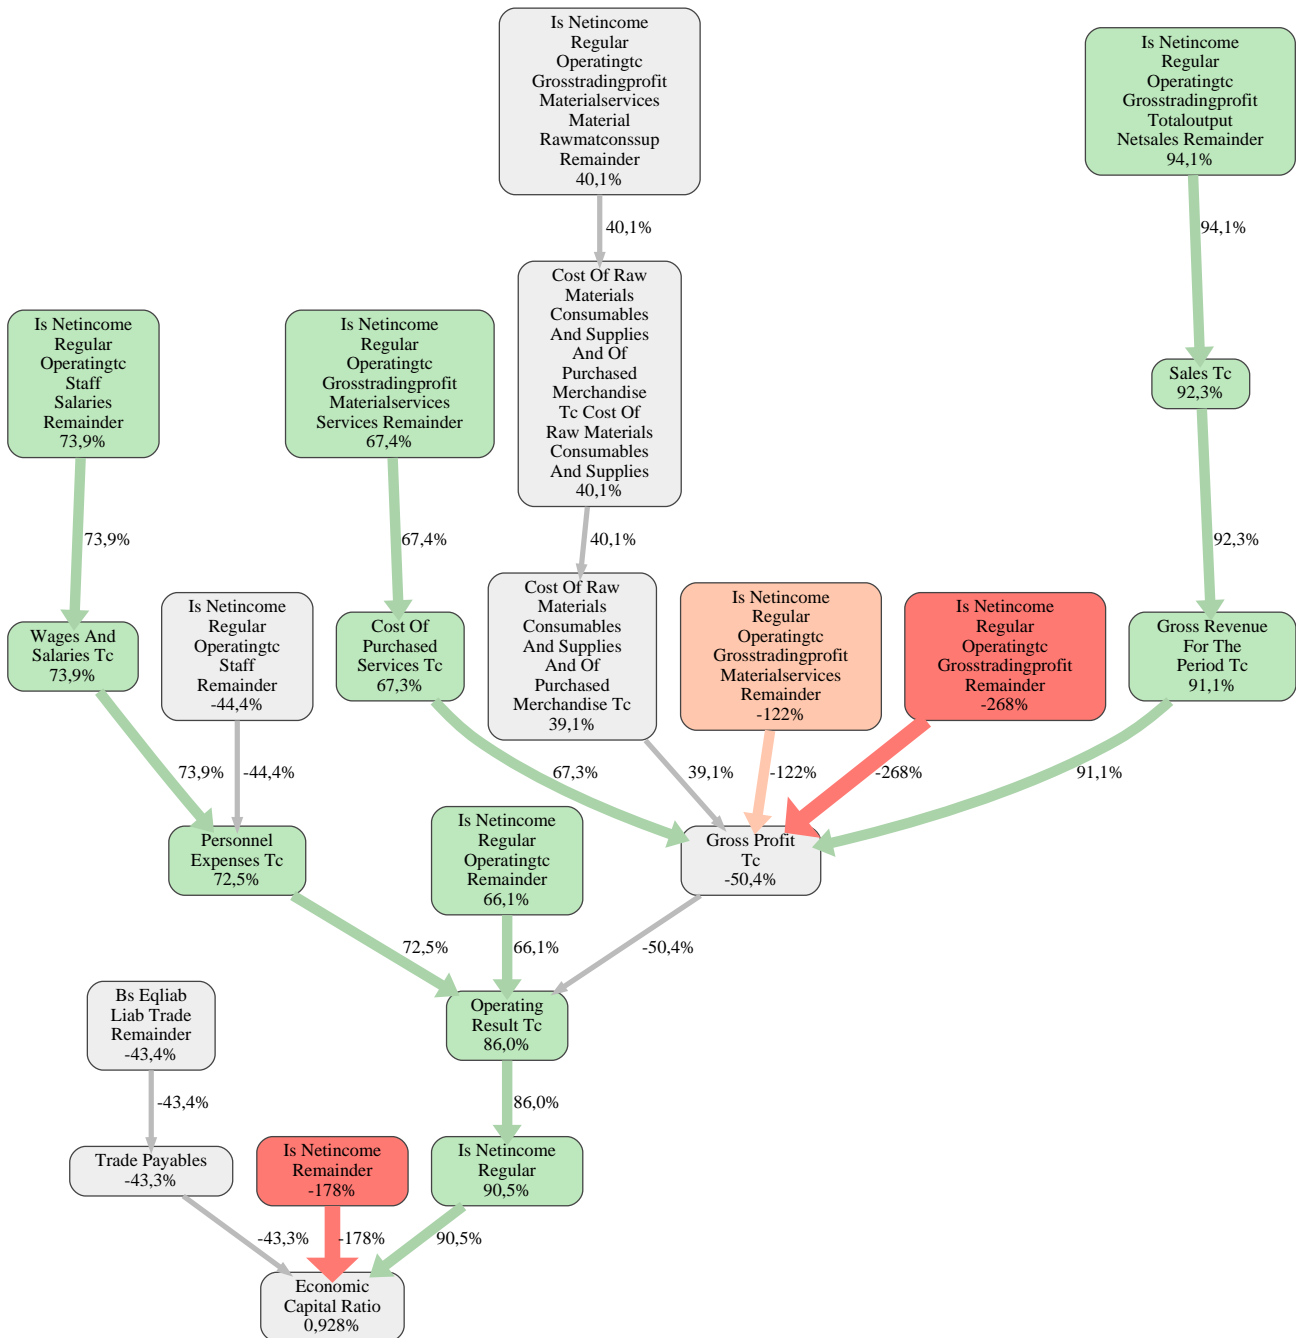 Is Netincome
Regular
Operatingtc
Grosstradingprofit
Materialservices
Material
Rawmatconssup
Remainder
40,1%
Is Netincome
Regular
Operatingtc
Grosstradingprofit
Totaloutput
Netsales Remainder
94,1%
40,1%
94,1%
Cost Of Raw
Materials
Consumables
And Supplies
And Of
Purchased
Merchandise
Tc Cost Of
Raw Materials
Consumables
And Supplies
40,1%
Is Netincome
Regular
Operatingtc
Staff
Salaries
Remainder
73,9%
Is Netincome
Regular
Operatingtc
Grosstradingprofit
Materialservices
Services Remainder
67,4%
Sales Tc
92,3%
73,9%
67,4%
40,1%
92,3%
Wages And
Salaries Tc
73,9%
Is Netincome
Regular
Operatingtc
Staff
Remainder
-44,4%
Cost Of
Purchased
Services Tc
67,3%
Cost Of Raw
Materials
Consumables
And Supplies
And Of
Purchased
Merchandise Tc
39,1%
Is Netincome
Regular
Operatingtc
Grosstradingprofit
Materialservices
Remainder
-122%
Is Netincome
Regular
Operatingtc
Grosstradingprofit
Remainder
-268%
Gross Revenue
For The
Period Tc
91,1%
73,9%
-44,4%
67,3%
39,1%
-122%
-268%
91,1%
Personnel
Expenses Tc
72,5%
Is Netincome
Regular
Operatingtc
Remainder
66,1%
Gross Profit
Tc
-50,4%
72,5%
66,1%
-50,4%
Bs Eqliab
Liab Trade
Remainder
-43,4%
Operating
Result Tc
86,0%
-43,4%
86,0%
Trade Payables
-43,3%
Is Netincome
Remainder
-178%
Is Netincome
Regular
90,5%
-43,3%
-178%
90,5%
Economic
Capital Ratio
0,928%